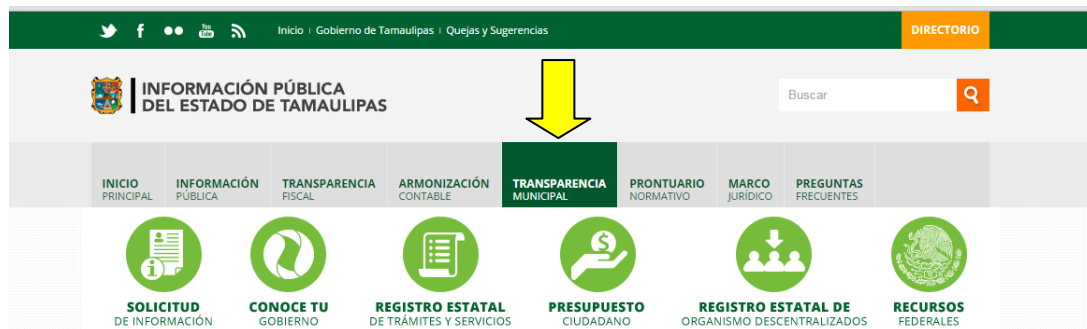 You Tube
Inicio | Gobierno de Tamaulipas | Quejas y Sugerencias
DIRECTORIO
INFORMACIÓN PÚBLICA
DEL ESTADO DE TAMAULIPAS
Buscar
INICIO
PRINCIPAL
INFORMACIÓN
PÚBLICA
TRANSPARENCIA
FISCAL
ARMONIZACIÓN
CONTABLE
TRANSPARENCIA
MUNICIPAL
PRONTUARIO
NORMATIVO
MARCO
JURÍDICO
PREGUNTAS
FRECUENTES
SOLICITUD
DE INFORMACIÓN
CONOCE TU
GOBIERNO
REGISTRO ESTATAL
DE TRÁMITES Y SERVICIOS
PRESUPUESTO
CIUDADANO
REGISTRO ESTATAL DE
ORGANISMO DESCENTRALIZADOS
RECURSOS
FEDERALES